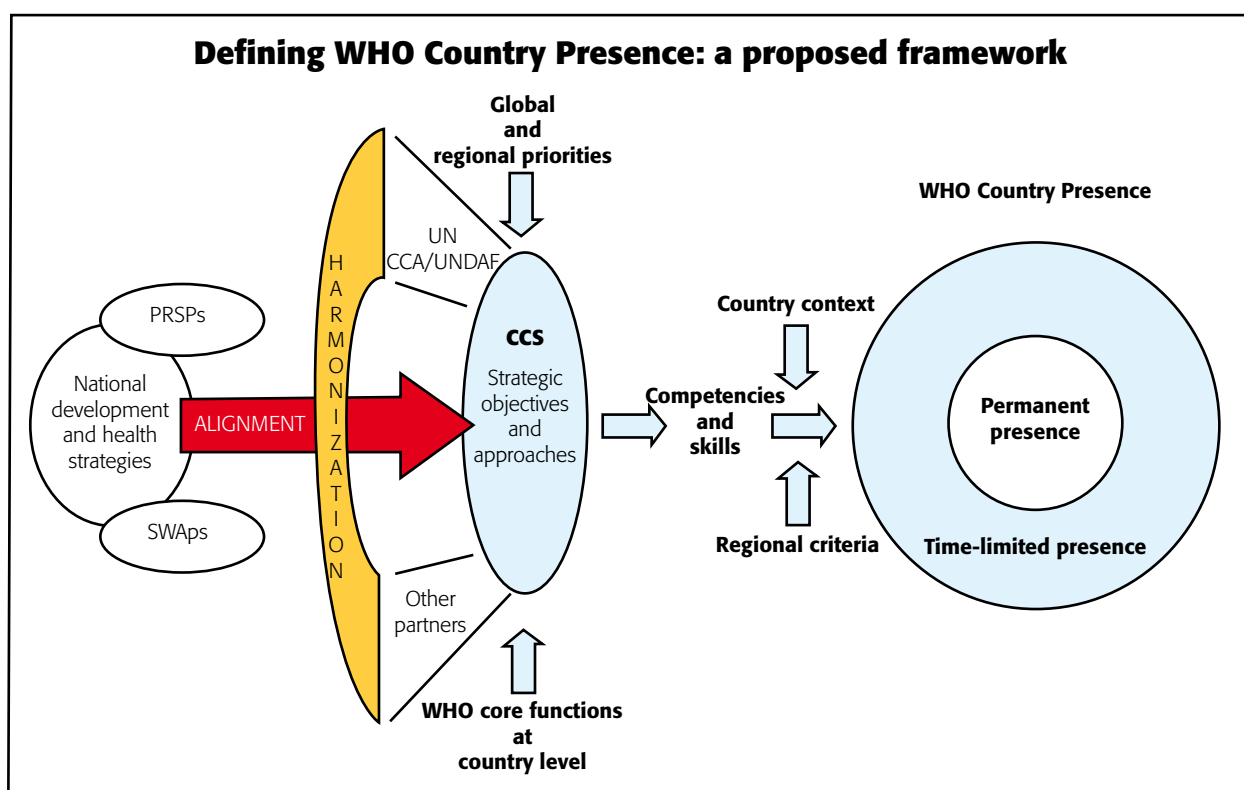 Defining WHO Country Presence: a proposed framework
Global
and
regional priorities
WHO Country Presence
UN
CCA/UNDAF
HARMONIZATION
PRSPs
National
development
and health
strategies
SWAps
ALIGNMENT
CCS
Strategic
objectives
and
approaches
Other
partners
WHO core functions
at
country level
Country context
Competencies
and
skills
Regional criteria
Permanent
presence
Time-limited presence